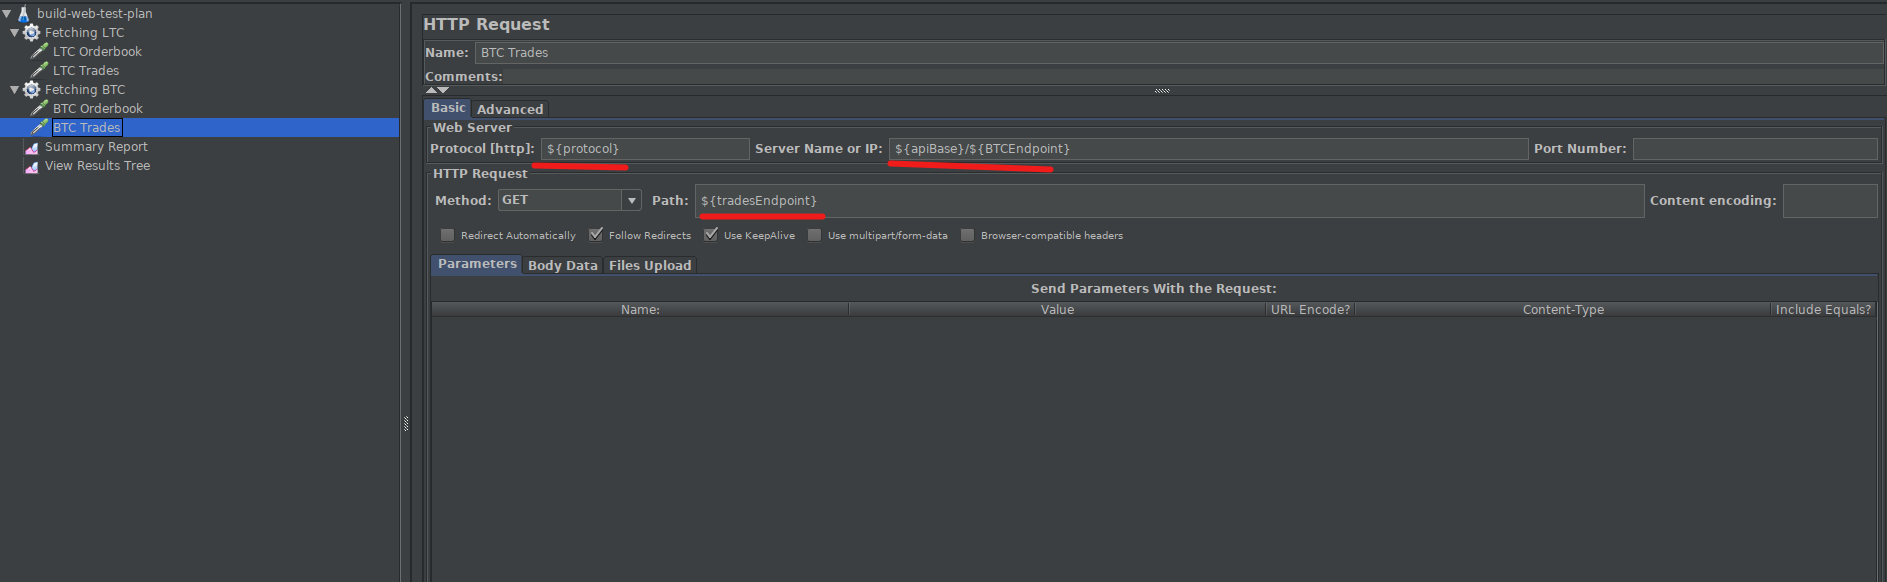 build-web-test-plan
Fetching LTC
LTC Orderbook
LTC Trades
Fetching BTC
BTC Orderbook
BTC Trades
Summary Report
View Results Tree
HTTP Request
Name: BTC Trades
Comments:
Basic Advanced
Web Server
Protocol [http]: ${protocol} Server Name or IP: ${apiBase}/${BTCEndpoint} Port Number:
HTTP Request
Method: GET Path: ${tradesEndpoint} Content encoding:
Redirect Automatically Follow Redirects Use KeepAlive Use multipart/form-data Browser-compatible headers
Parameters Body Data Files Upload
Send Parameters With the Request:
Name: Value URL Encode? Content-Type Include Equals?